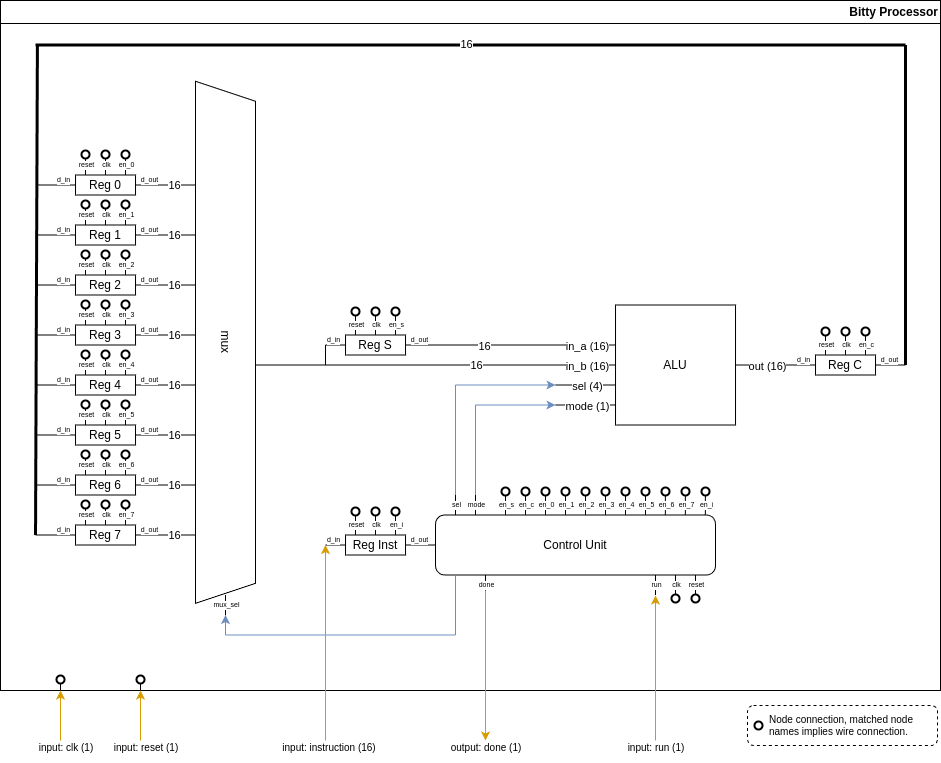 Bitty Processor
16
reset clk en_0
d_in Reg 0 d_out 16
reset clk en_1
d_in Reg 1 d_out 16
reset clk en_2
d_in Reg 2 d_out 16
reset clk en_3
d_in Reg 3 d_out 16
reset clk en_4
d_in Reg 4 d_out 16
reset clk en_5
d_in Reg 5 d_out 16
reset clk en_6
d_in Reg 6 d_out 16
reset clk en_7
d_in Reg 7 d_out 16
mux
mux_sel
reset clk en_s
d_in Reg S d_out
16
16
in_a (16)
in_b (16)
sel (4)
mode (1)
ALU
out (16)
reset clk en_c
d_in Reg C d_out
reset clk en_i
d_in Reg Inst d_out
sel mode en_s en_c en_0 en_1 en_2 en_3 en_4 en_5 en_6 en_7 en_i
Control Unit
done run clk reset
input: clk (1)
input: reset (1)
input: instruction (16)
output: done (1)
input: run (1)
Node connection, matched node
names implies wire connection.